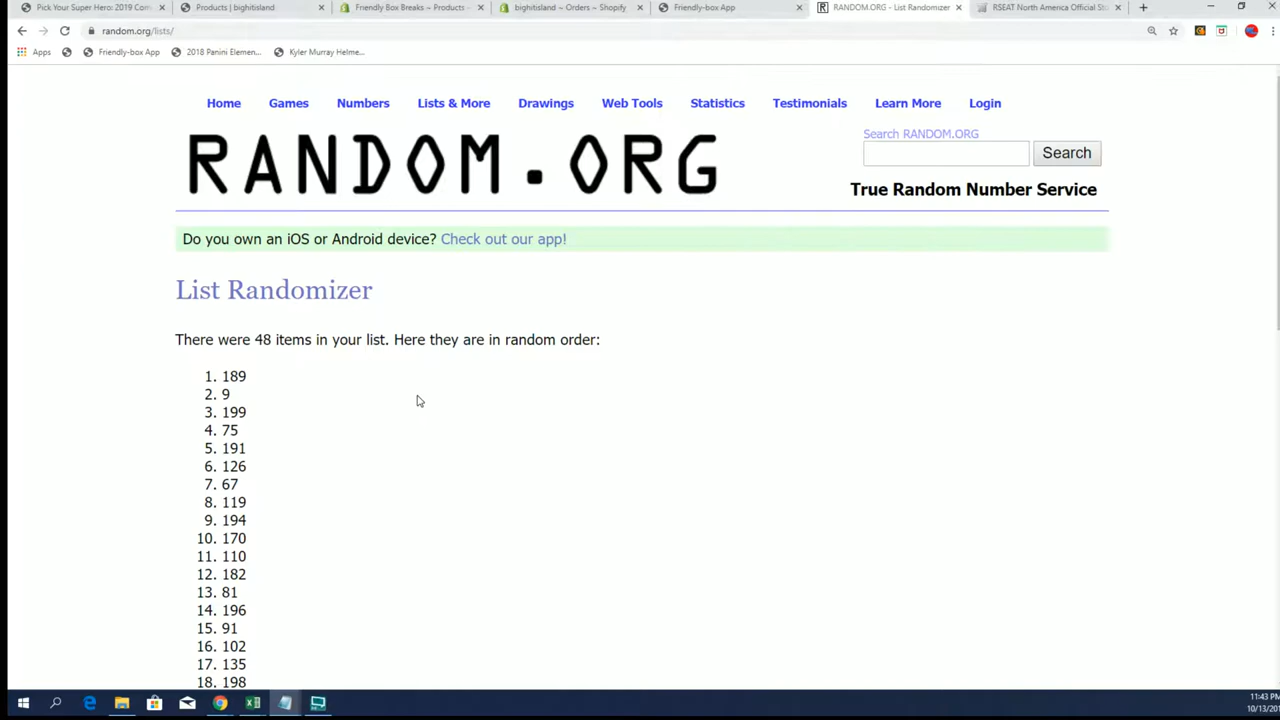 Pick Your Super Hero: 2019 Com
Products | bighitisland
Friendly Box Breaks ~ Products -
bighitisland ~ Orders ~ Shopify
Friendly-box App
RANDOM.ORG - List Randomizer
RSEAT North America Official St
random.org/lists/
Apps
Friendly-box App
2018 Panini Elemen...
Kyler Murray Helme...
Home Games Numbers Lists & More Drawings Web Tools Statistics Testimonials Learn More Login
RANDOM.ORG
Search RANDOM.ORG
Search
True Random Number Service
Do you own an iOS or Android device? Check out our app!
List Randomizer
There were 48 items in your list. Here they are in random order:
1. 189
2. 9
3. 199
4. 75
5. 191
6. 126
7. 67
8. 119
9. 194
10. 170
11. 110
12. 182
13. 81
14. 196
15. 91
16. 102
17. 135
18. 198
11:43 PM
10/13/201